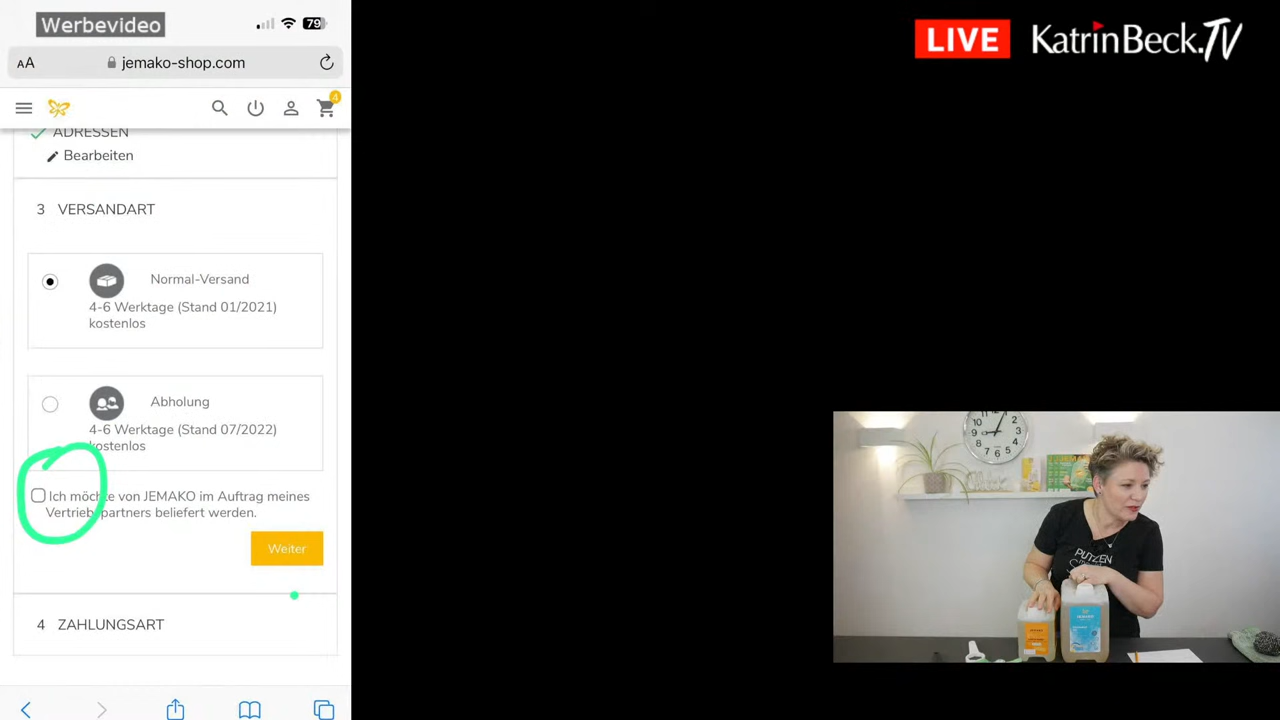 Werbevideo
79
LIVE KatrinBeck.TV
AA jemako-shop.com
4
ADRESSEN
Bearbeiten
3 VERSANDART
Normal-Versand
4-6 Werktage (Stand 01/2021)
kostenlos
Abholung
4-6 Werktage (Stand 07/2022)
kostenlos
Ich möchte von JEMAKO im Auftrag meines
Vertriebspartners beliefert werden.
Weiter
4 ZAHLUNGSART
PUTZEN